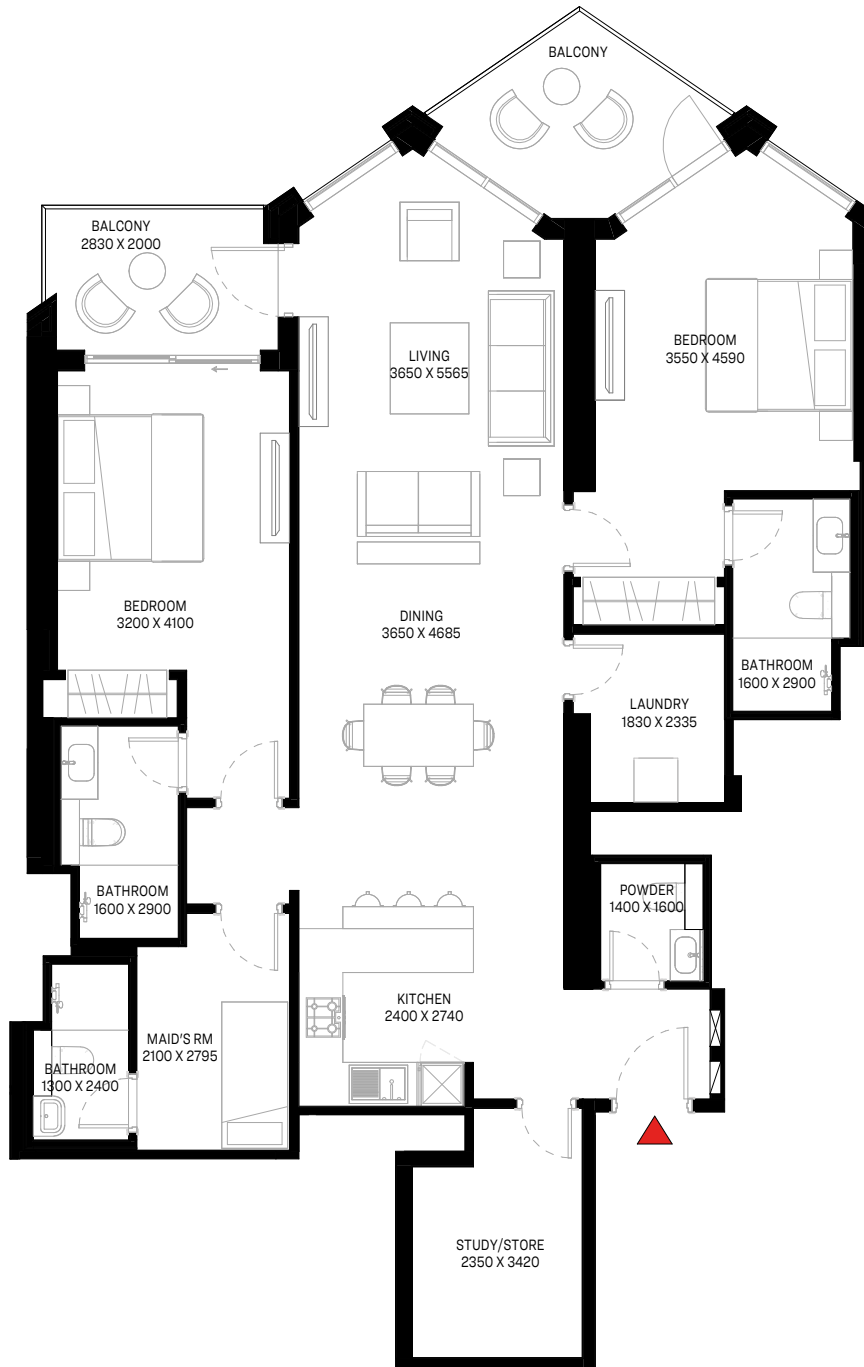 BALCONY
BALCONY
2830 X 2000
LIVING
3650 X 5565
BEDROOM
3550 X 4590
BEDROOM
3200 X 4100
DINING
3650 X 4685
BATHROOM
1600 X 2900
LAUNDRY
1830 X 2335
BATHROOM
1600 X 2900
POWDER
1400 X 1600
KITCHEN
2400 X 2740
MAID'S RM
2100 X 2795
BATHROOM
1300 X 2400
STUDY/STORE
2350 X 3420